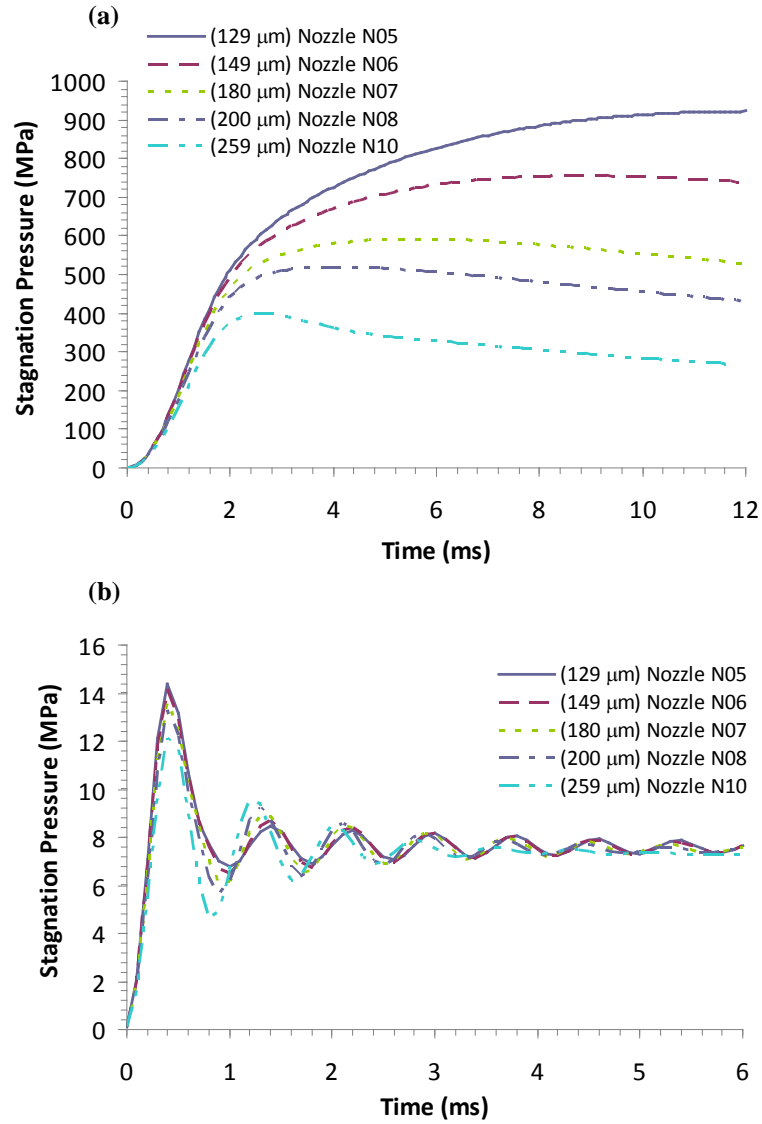 (a)
(129 μm) Nozzle N05
(149 μm) Nozzle N06
(180 μm) Nozzle N07
(200 μm) Nozzle N08
(259 μm) Nozzle N10
Stagnation Pressure (MPa)
1000
900
800
700
600
500
400
300
200
100
0
0 2 4 6 8 10 12
Time (ms)
(b)
(129 μm) Nozzle N05
(149 μm) Nozzle N06
(180 μm) Nozzle N07
(200 μm) Nozzle N08
(259 μm) Nozzle N10
Stagnation Pressure (MPa)
16
14
12
10
8
6
4
2
0
0 1 2 3 4 5 6
Time (ms)